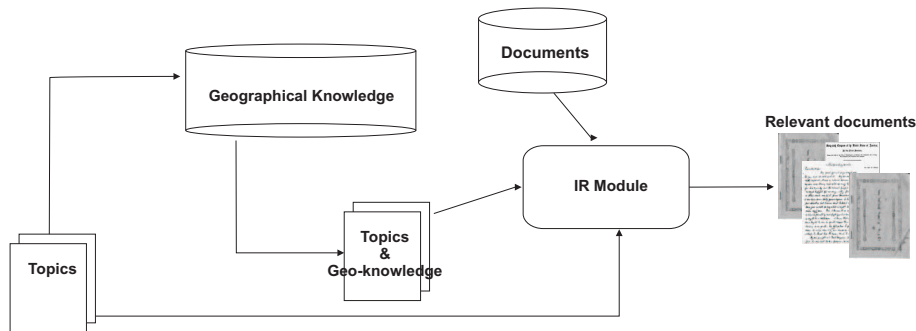 Documents
Geographical Knowledge
Relevant documents
IR Module
Topics
&
Geo-knowledge
Topics